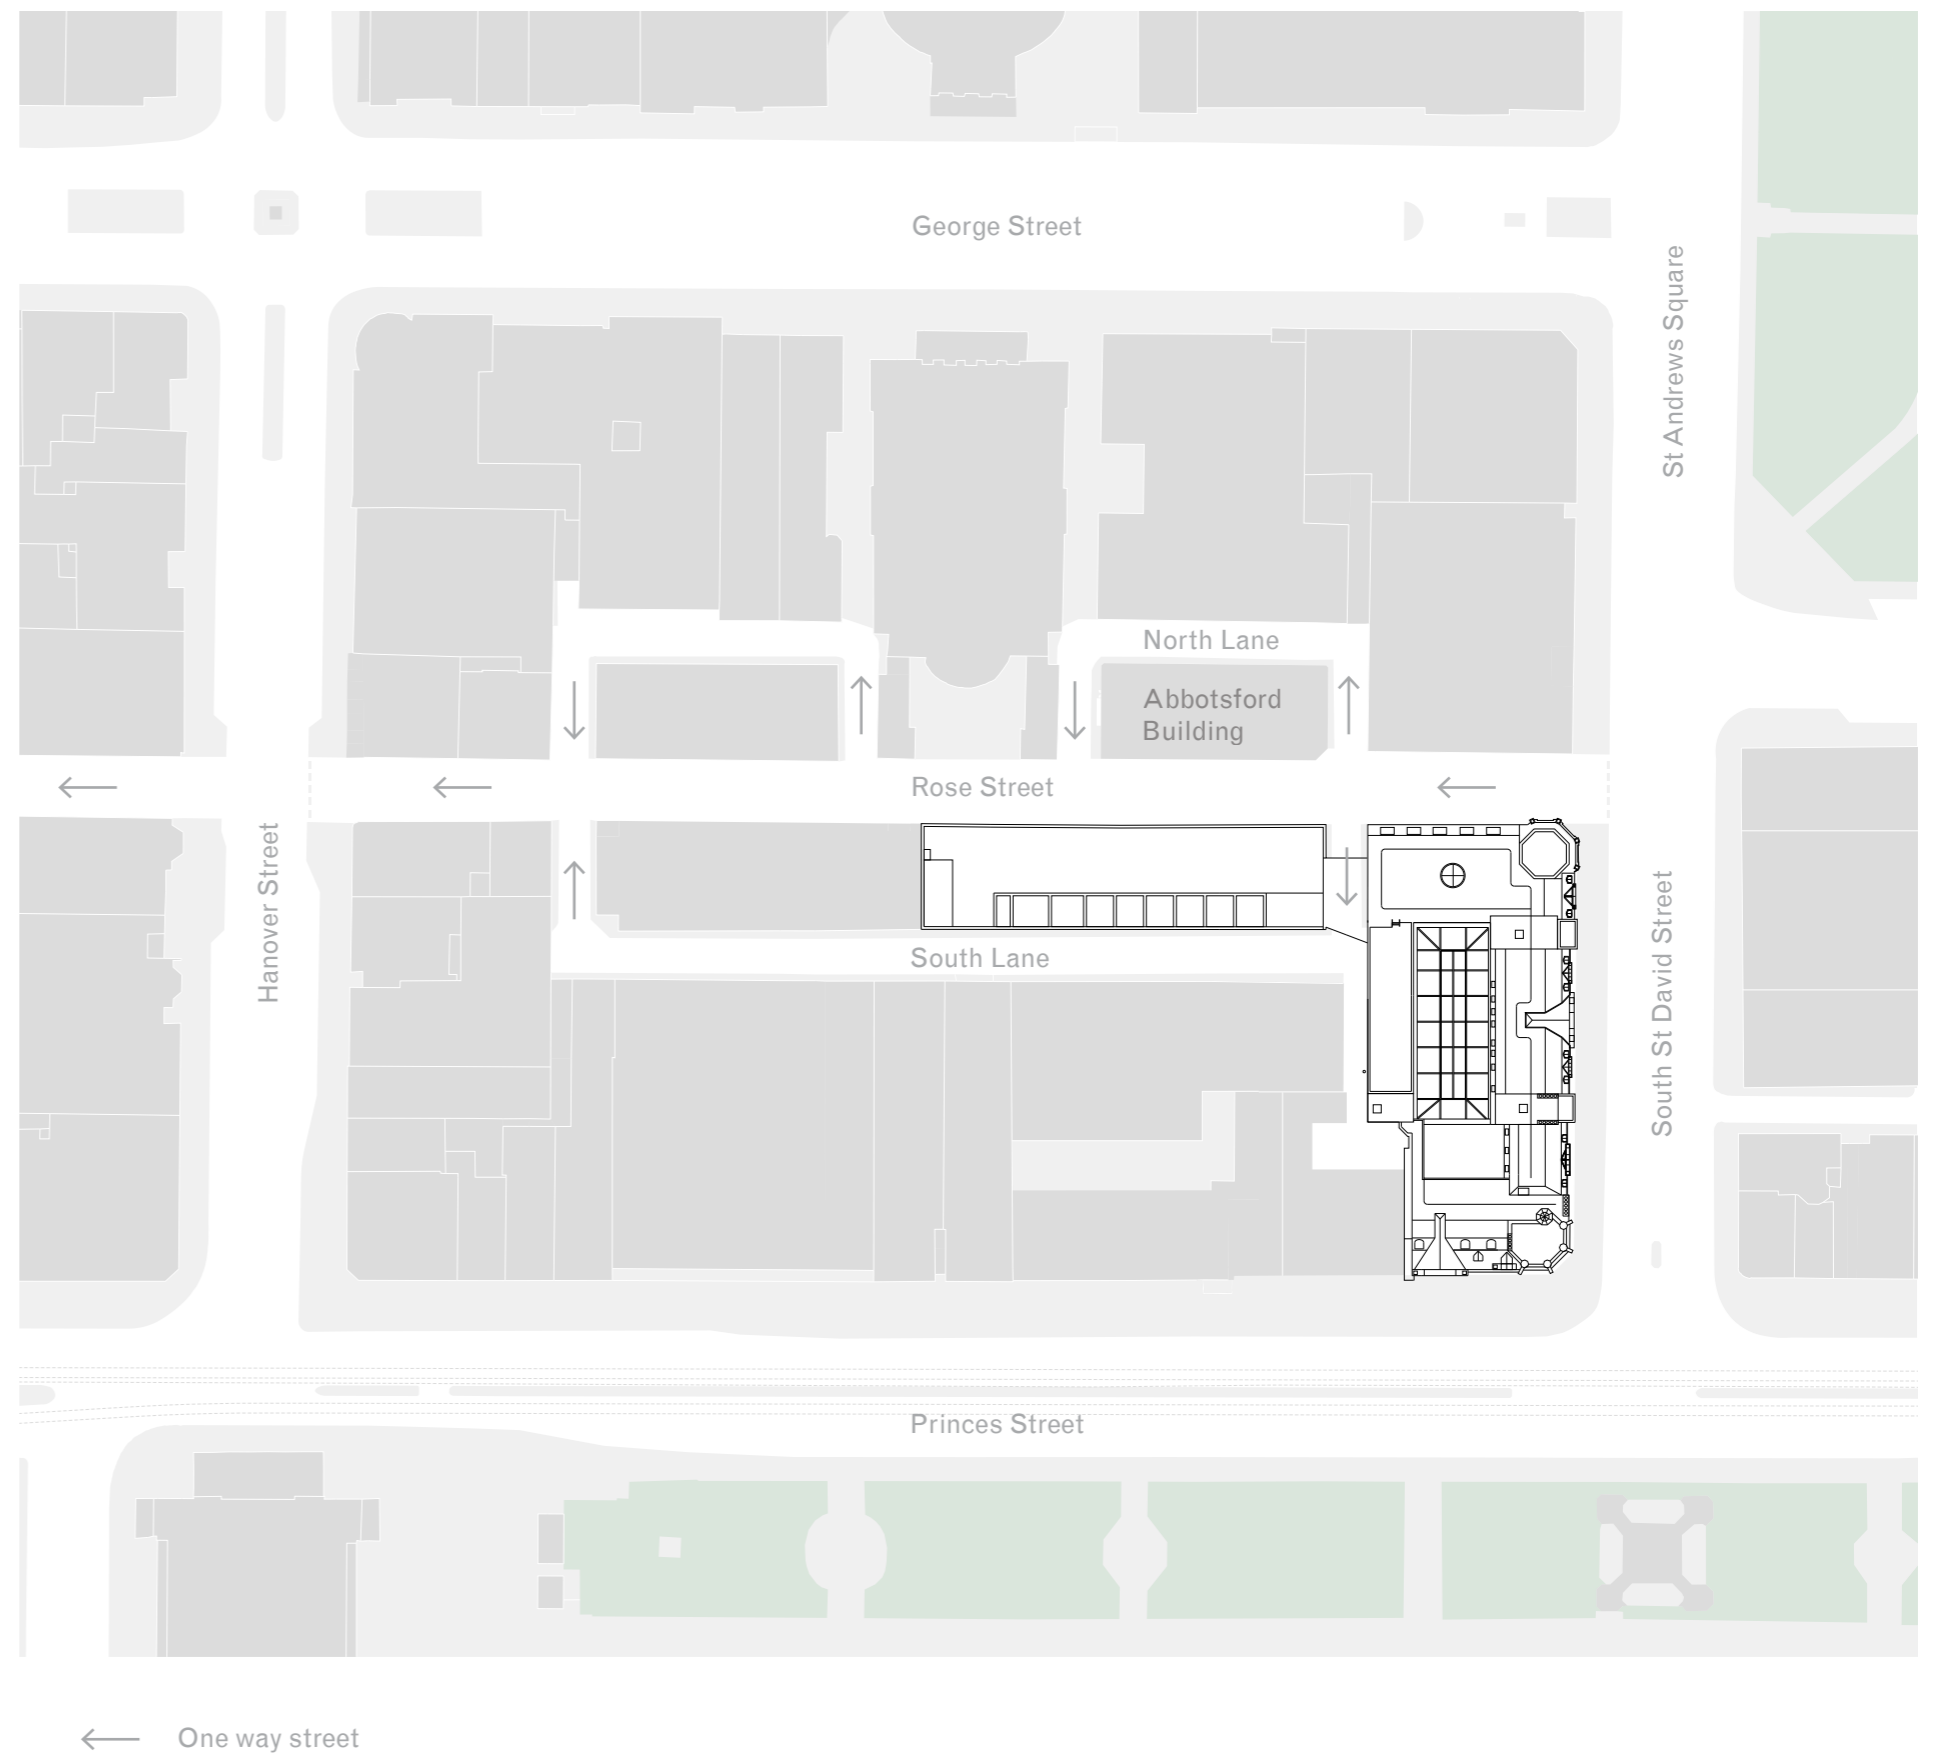 George Street
St Andrews Square
North Lane
Abbotsford
Building
Rose Street
Hanover Street
South Lane
South St David Street
Princes Street
One way street